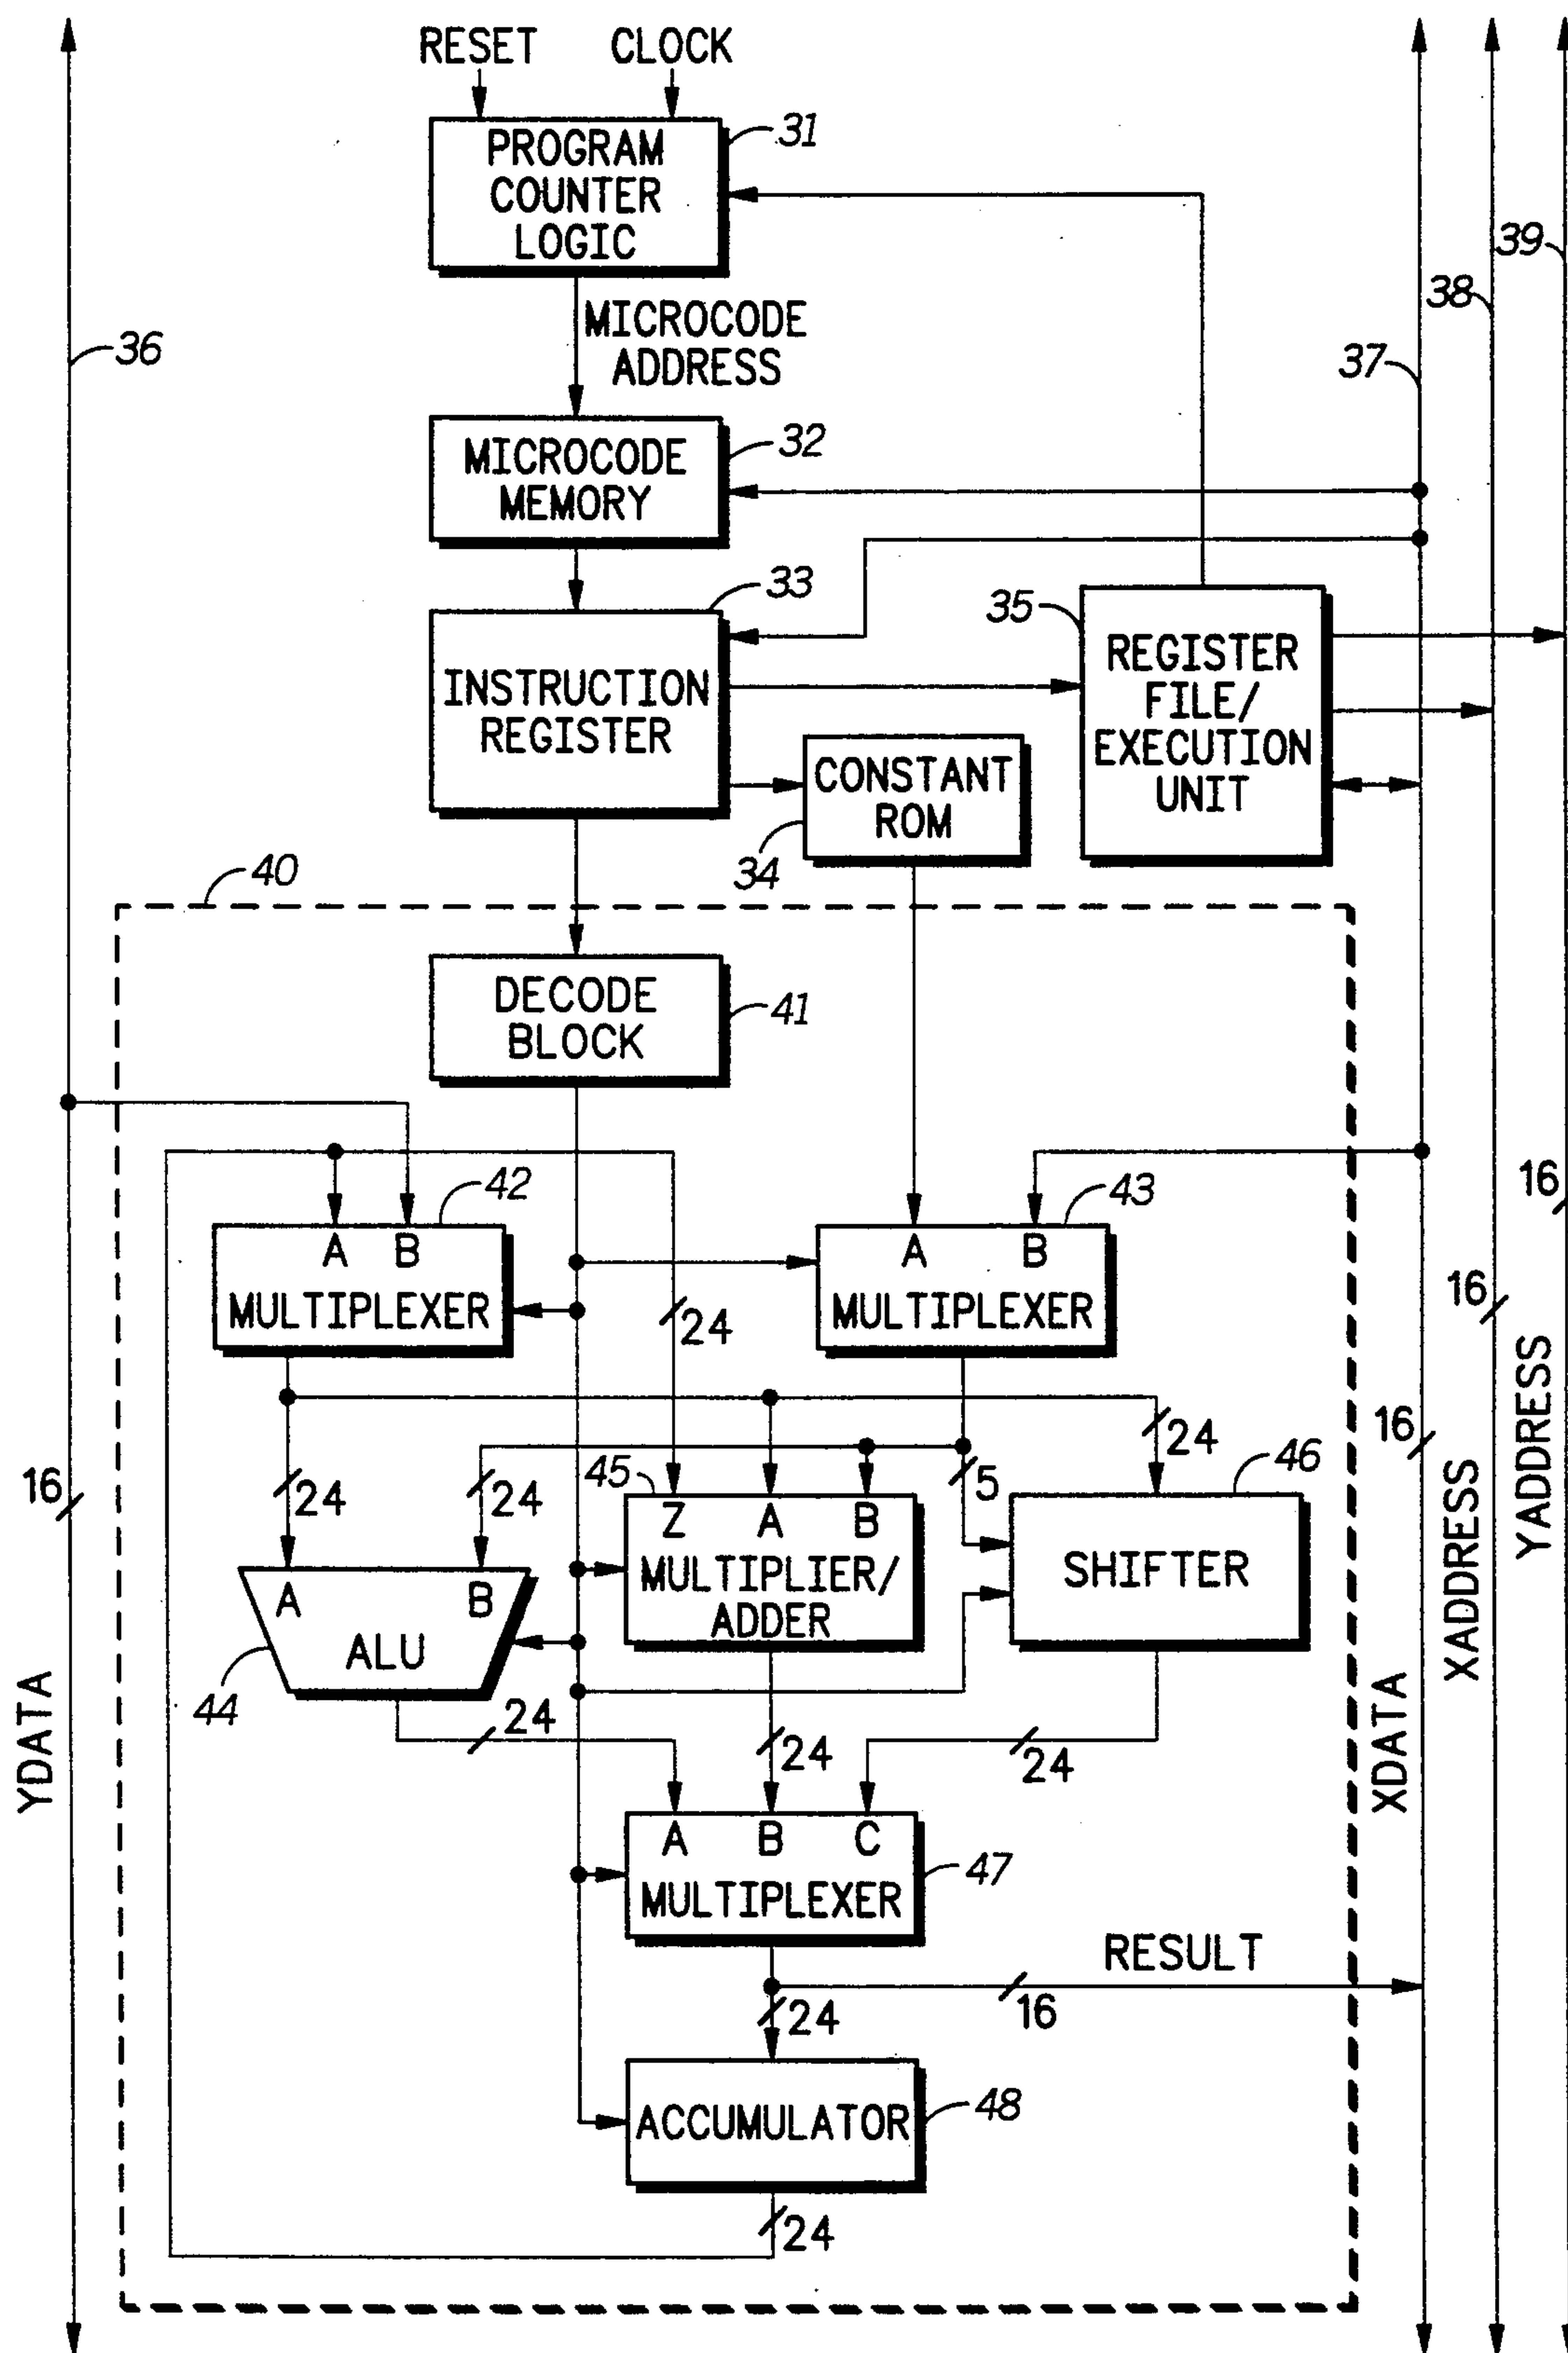 RESET
CLOCK
PROGRAM
COUNTER
LOGIC
31
39
38
MICROCODE
ADDRESS
36
37
MICROCODE
MEMORY
32
33
35
INSTRUCTION
REGISTER
REGISTER
FILE/
EXECUTION
UNIT
CONSTANT
ROM
34
40
DECODE
BLOCK
41
42
43
16
A B
MULTIPLEXER
24
A B
MULTIPLEXER
16
YADDRESS
16
XADDRESS
24
16
24
24
45
5
46
Z A B
MULTIPLIER/
ADDER
SHIFTER
A B
ALU
44
YDATA
XDATA
24
24
24
A B C
MULTIPLEXER
47
RESULT
24
16
ACCUMULATOR
48
24